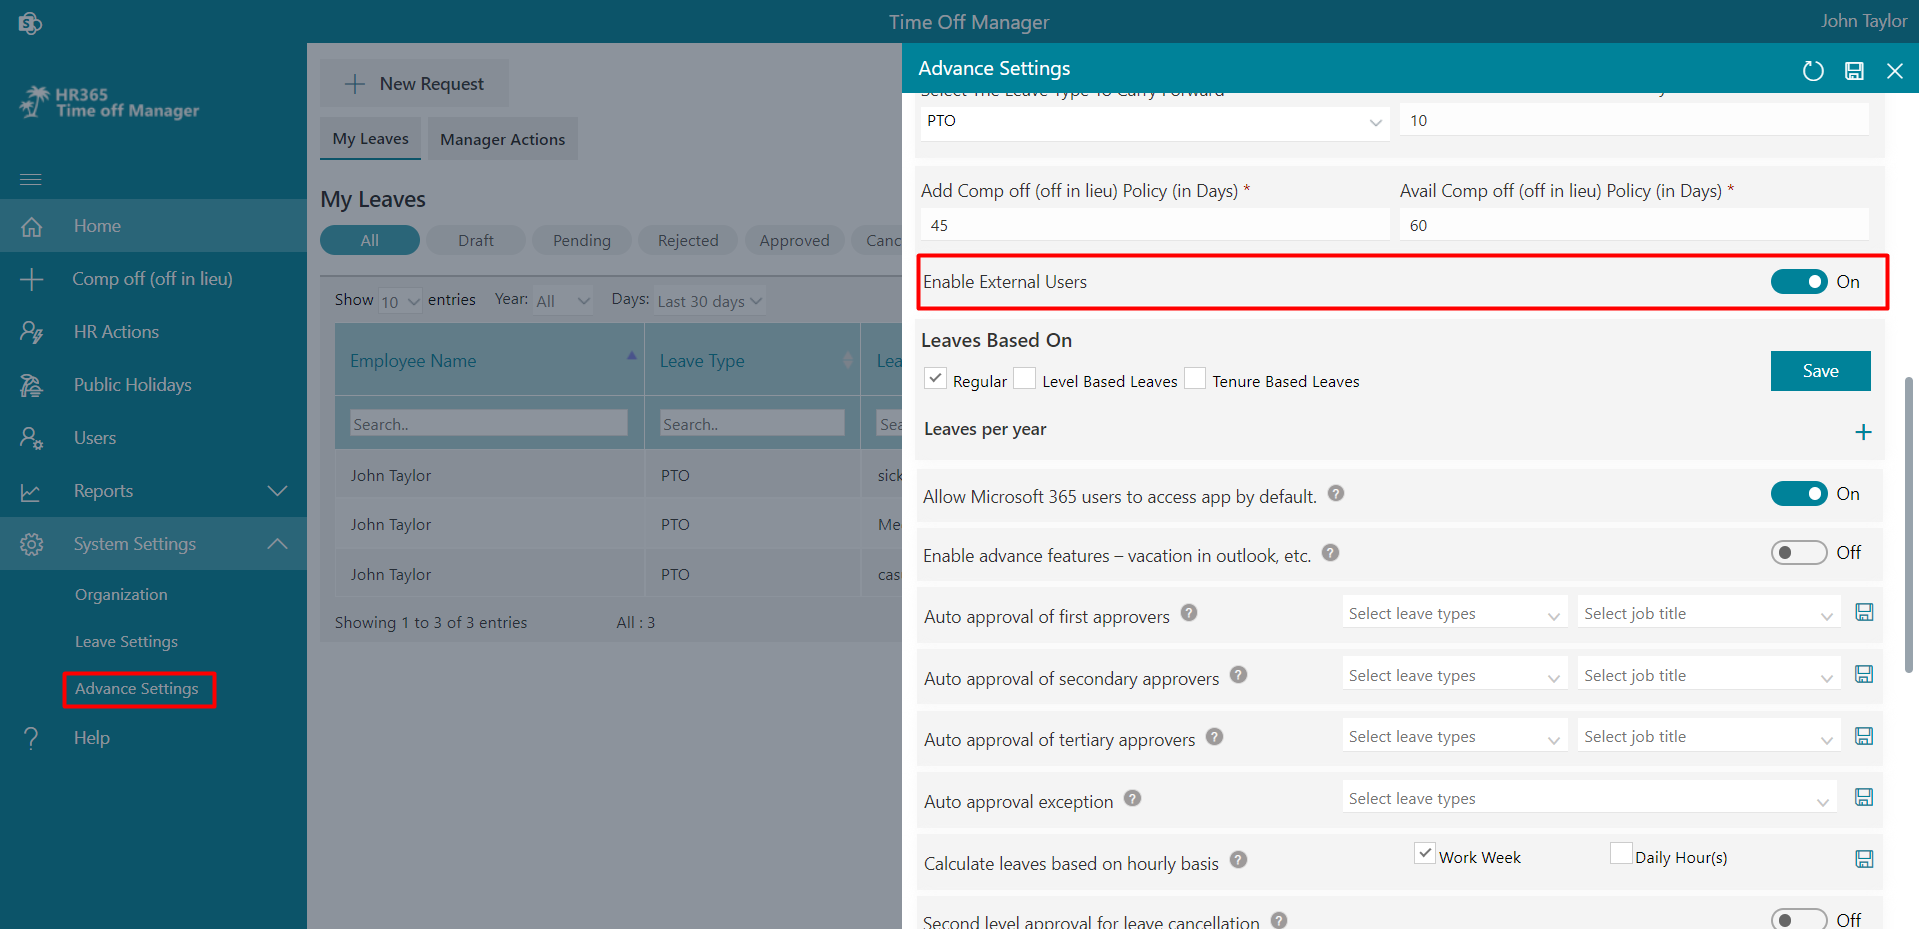 Time Off Manager
John Taylor
HR365
Time off Manager
Home
Comp off (off in lieu)
HR Actions
Public Holidays
Users
Reports
System Settings
Organization
Leave Settings
Advance Settings
Help
New Request
My Leaves
Manager Actions
My Leaves
All
Draft
Pending
Rejected
Approved
Canc
Show 10 entries Year: All Days: Last 30 days
Employee Name
Leave Type
Lea
Search..
Search..
Sea
John Taylor PTO sick
John Taylor PTO Me
John Taylor PTO cas
Showing 1 to 3 of 3 entries All : 3
Advance Settings
Select The Leave Type To Carry Forward
PTO
10
Add Comp off (off in lieu) Policy (in Days) *
Avail Comp off (off in lieu) Policy (in Days) *
45
60
Enable External Users
On
Leaves Based On
Regular
Level Based Leaves
Tenure Based Leaves
Save
Leaves per year
Allow Microsoft 365 users to access app by default. ?
On
Enable advance features – vacation in outlook, etc. ?
Off
Auto approval of first approvers ?
Select leave types
Select job title
Auto approval of secondary approvers ?
Select leave types
Select job title
Auto approval of tertiary approvers ?
Select leave types
Select job title
Auto approval exception ?
Select leave types
Calculate leaves based on hourly basis ?
Work Week
Daily Hour(s)
Second level approval for leave cancellation ?
Off